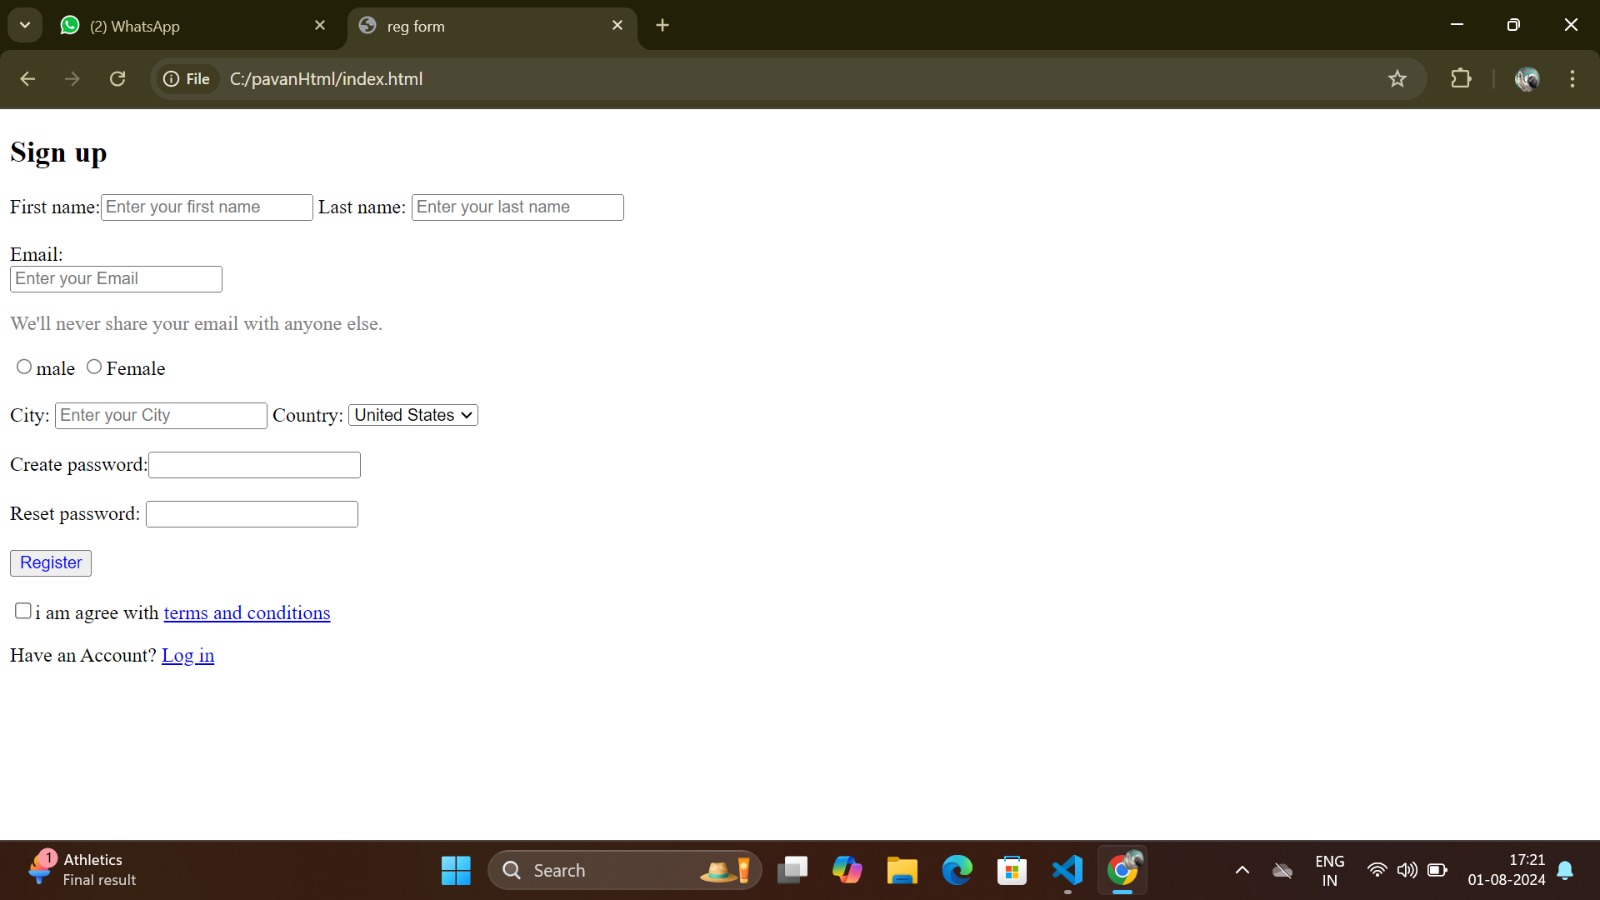 (2) WhatsApp
reg form
File C:/pavanHtml/index.html
Sign up
First name: Enter your first name Last name: Enter your last name
Email:
Enter your Email
We'll never share your email with anyone else.
male Female
City: Enter your City Country: United States
Create password:
Reset password:
Register
i am agree with terms and conditions
Have an Account? Log in
1 Athletics
Final result
Search
ENG
IN
17:21
01-08-2024